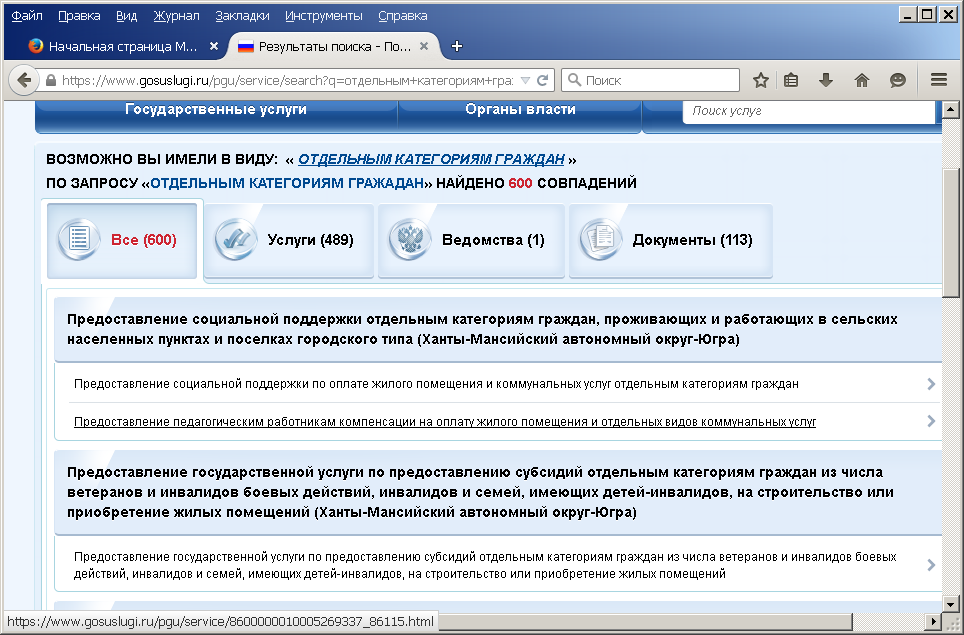 Файл Правка Вид Журнал Закладки Инструменты Справка
Начальная страница M... Результаты поиска - По...
https://www.gosuslugi.ru/pgu/service/search?q=отдельным+категориям+гра: Поиск
Государственные услуги Органы власти Поиск услуг
ВОЗМОЖНО ВЫ ИМЕЛИ В ВИДУ: « ОТДЕЛЬНЫМ КАТЕГОРИЯМ ГРАЖДАН »
ПО ЗАПРОСУ «ОТДЕЛЬНЫМ КАТЕГОРИЯМ ГРАЖАДАН» НАЙДЕНО 600 СОВПАДЕНИЙ
Все (600) Услуги (489) Ведомства (1) Документы (113)
Предоставление социальной поддержки отдельным категориям граждан, проживающих и работающих в сельских
населенных пунктах и поселках городского типа (Ханты-Мансийский автономный округ-Югра)
Предоставление социальной поддержки по оплате жилого помещения и коммунальных услуг отдельным категориям граждан
Предоставление педагогическим работникам компенсации на оплату жилого помещения и отдельных видов коммунальных услуг
Предоставление государственной услуги по предоставлению субсидий отдельным категориям граждан из числа
ветеранов и инвалидов боевых действий, инвалидов и семей, имеющих детей-инвалидов, на строительство или
приобретение жилых помещений (Ханты-Мансийский автономный округ-Югра)
Предоставление государственной услуги по предоставлению субсидий отдельным категориям граждан из числа ветеранов и инвалидов боевых
действий, инвалидов и семей, имеющих детей-инвалидов, на строительство или приобретение жилых помещений
https://www.gosuslugi.ru/pgu/service/8600000010005269337_86115.html